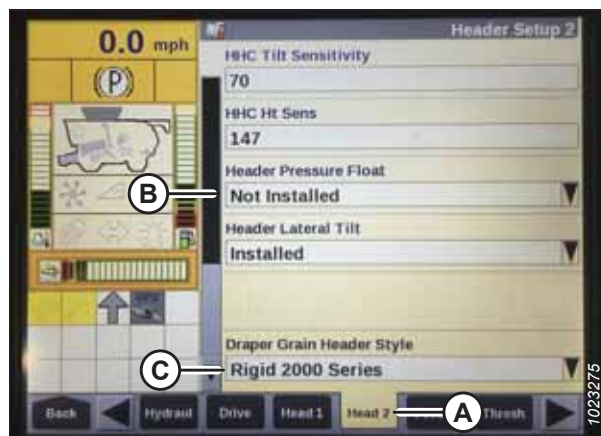 0.0 mph
Header Setup 2
(P)
HHC Tilt Sensitivity
70
HHC Ht Sens
147
Header Pressure Float
B
Not Installed
Header Lateral Tilt
Installed
Draper Grain Header Style
C
Rigid 2000 Series
Back
Hydraul
Drive
Head 1
Head 2
A
Thresh
1023275